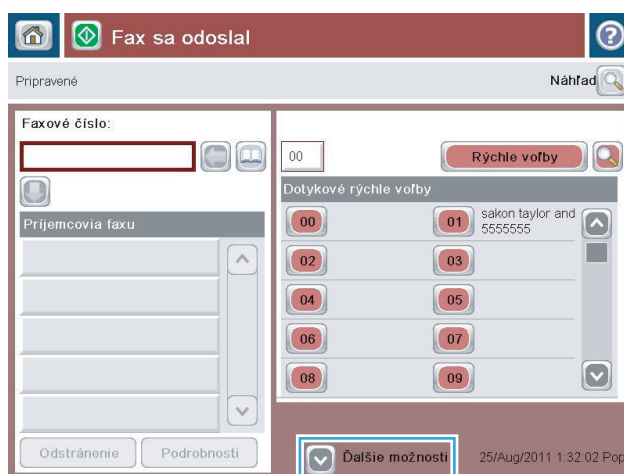 Fax sa odoslal
Pripravené
Náhľad
Faxové číslo:
00
Rýchle voľby
Dotykové rýchle voľby
Príjemcovia faxu
00
01 sakon taylor and
5555555
02
03
04
05
06
07
08
09
Odstránenie
Podrobnosti
Ďalšie možnosti
25/Aug/2011 1:32:02 Pop